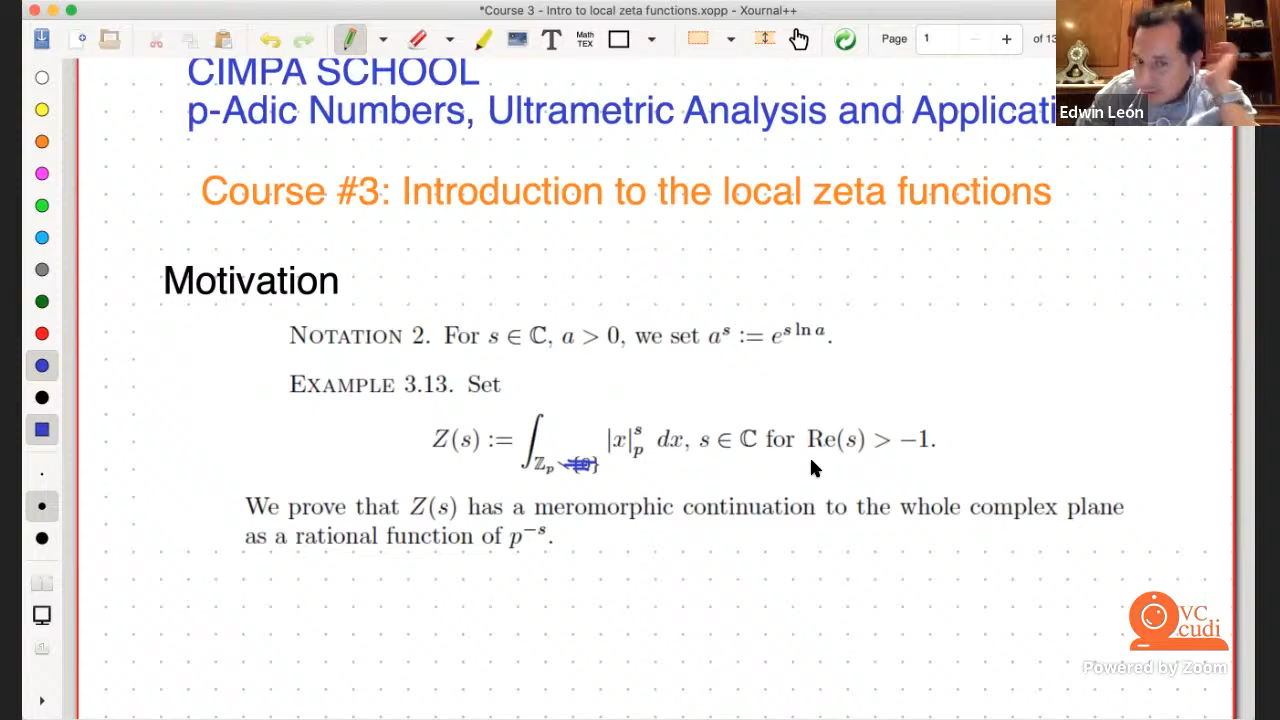 *Course 3 - Intro to local zeta functions.xopp - Xournal++
Math
TEX
Page
1
of 13
CIMPA SCHOOL
p-Adic Numbers, Ultrametric Analysis and Applicati
Edwin León
Course #3: Introduction to the local zeta functions
Motivation
NOTATION 2. For s ∈ ℂ, a > 0, we set a^s := e^{s ln a}.
EXAMPLE 3.13. Set
Z(s) := ∫_{ℤ_p∖{0}} |x|_p^s dx, s ∈ ℂ for Re(s) > −1.
We prove that Z(s) has a meromorphic continuation to the whole complex plane
as a rational function of p^{−s}.
VC
cudi
Powered by Zoom